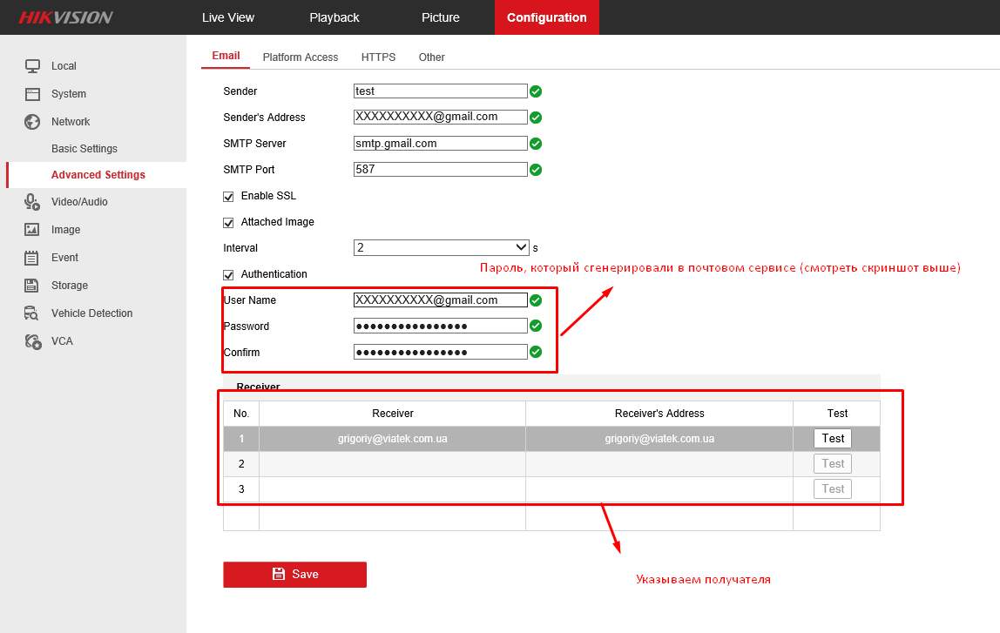 HIKVISION Live View Playback Picture Configuration
Local
System
Network
Basic Settings
Advanced Settings
Video/Audio
Image
Event
Storage
Vehicle Detection
VCA
Email Platform Access HTTPS Other
Sender test
Sender's Address XXXXXXXXXX@gmail.com
SMTP Server smtp.gmail.com
SMTP Port 587
Enable SSL
Attached Image
Interval 2 s
Пароль, который сгенерировали в почтовом сервисе (смотреть скриншот выше)
Authentication
User Name XXXXXXXXXX@gmail.com
Password ●●●●●●●●●●●●●●●●
Confirm ●●●●●●●●●●●●●●●●
Receiver
No. Receiver Receiver's Address Test
1 grigoriy@viatek.com.ua grigoriy@viatek.com.ua Test
2 Test
3 Test
Save
Указываем получателя